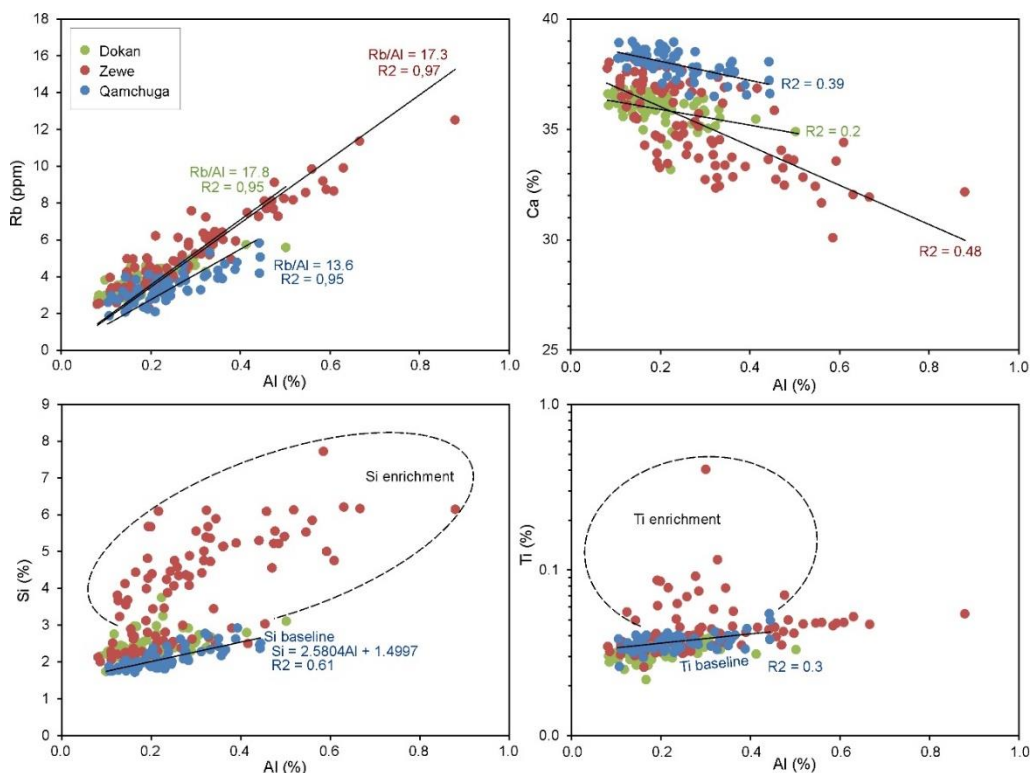 18
16
14
12
10
8
6
4
2
0
Rb (ppm)
Dokan
Zewe
Qamchuga
Rb/Al = 17.3
R2 = 0,97
Rb/Al = 17.8
R2 = 0,95
Rb/Al = 13.6
R2 = 0,95
0.0 0.2 0.4 0.6 0.8 1.0
Al (%)
40
35
30
25
Ca (%)
R2 = 0.39
R2 = 0.2
R2 = 0.48
0.0 0.2 0.4 0.6 0.8 1.0
Al (%)
9
8
7
6
5
4
3
2
1
0
Si (%)
Si enrichment
Si baseline
Si = 2.5804Al + 1.4997
R2 = 0.61
0.0 0.2 0.4 0.6 0.8 1.0
Al (%)
1.0
0.1
0.0
Ti (%)
Ti enrichment
Ti baseline
R2 = 0.3
0.0 0.2 0.4 0.6 0.8 1.0
Al (%)